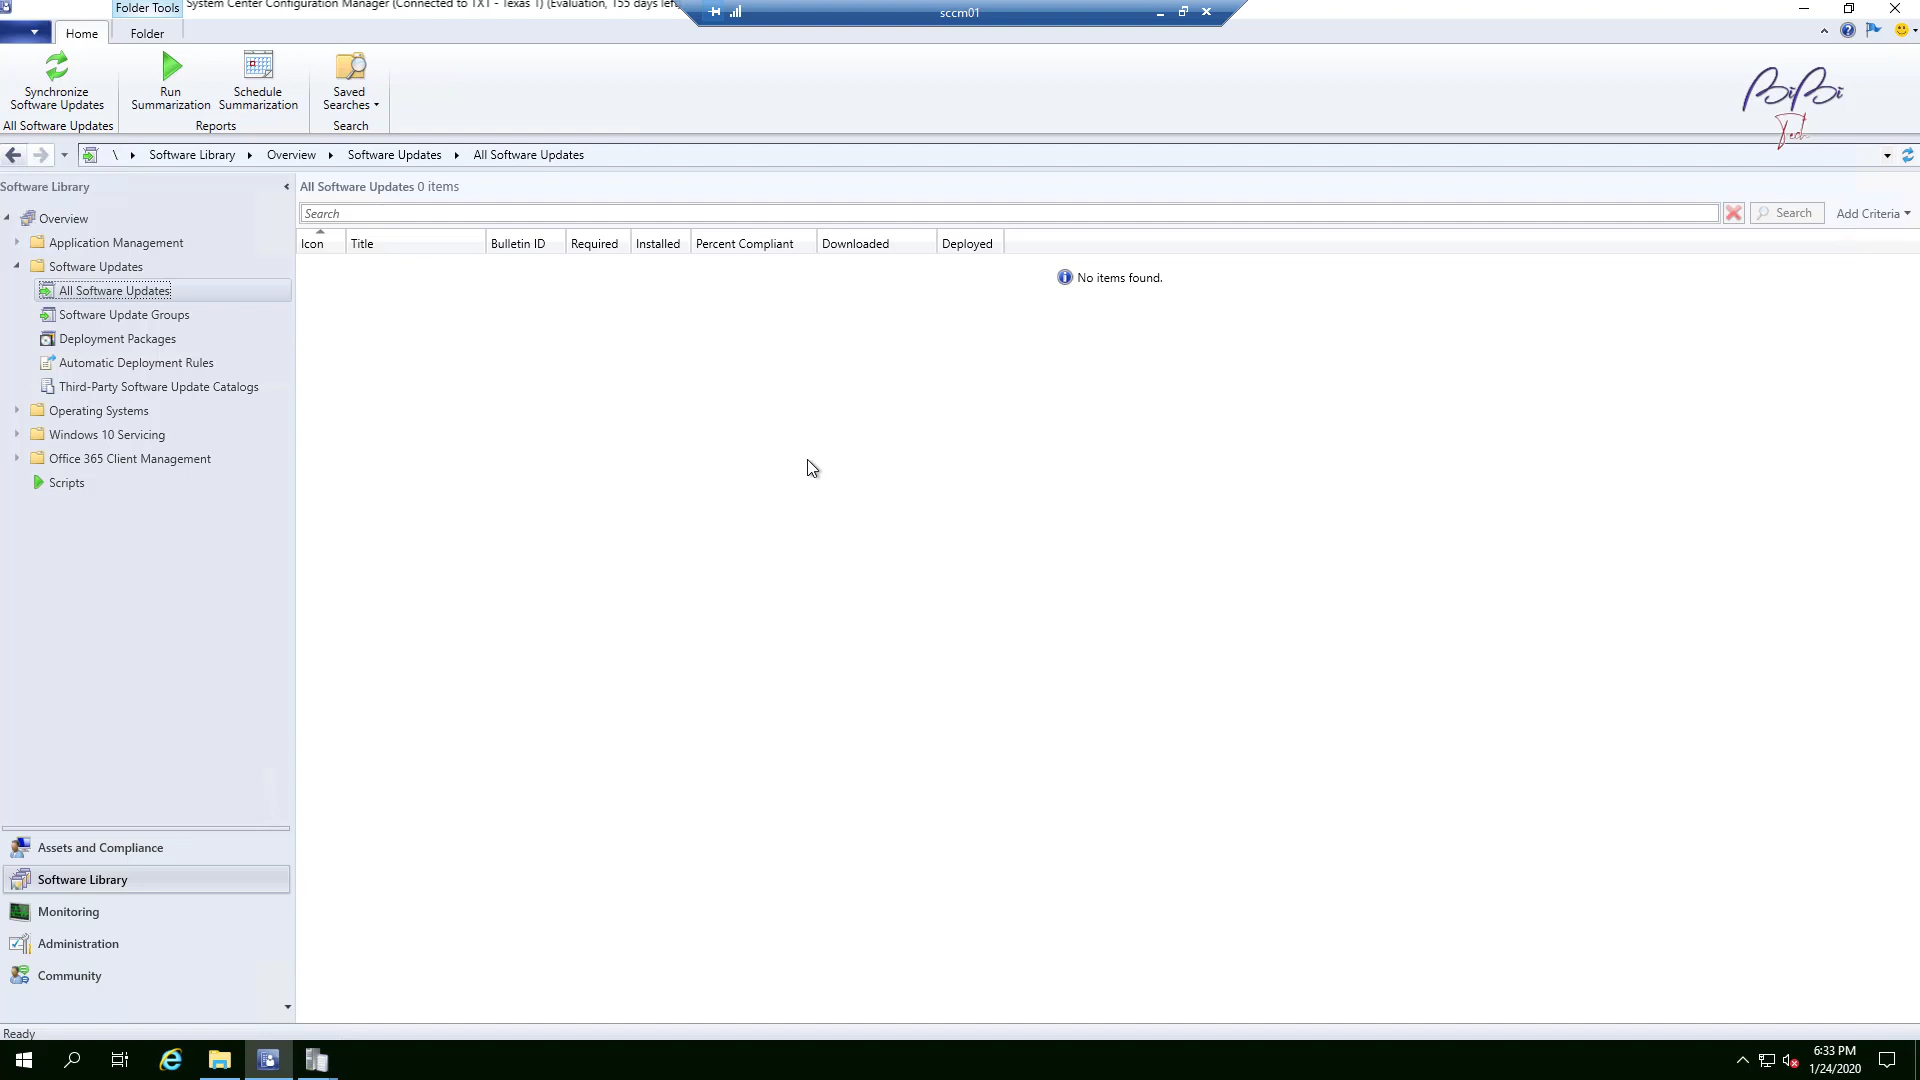 Folder Tools
System Center Configuration Manager (Connected to TXT - Texas 1) (Evaluation, 155 days left
sccm01
Home
Folder
Synchronize
Software Updates
All Software Updates
Run
Summarization
Schedule
Summarization
Reports
Saved
Searches
Search
BiBi
Tech
\ Software Library Overview Software Updates All Software Updates
Software Library
All Software Updates 0 items
Search
Search
Add Criteria
Icon Title Bulletin ID Required Installed Percent Compliant Downloaded Deployed
No items found.
Overview
Application Management
Software Updates
All Software Updates
Software Update Groups
Deployment Packages
Automatic Deployment Rules
Third-Party Software Update Catalogs
Operating Systems
Windows 10 Servicing
Office 365 Client Management
Scripts
Assets and Compliance
Software Library
Monitoring
Administration
Community
Ready
6:33 PM
1/24/2020